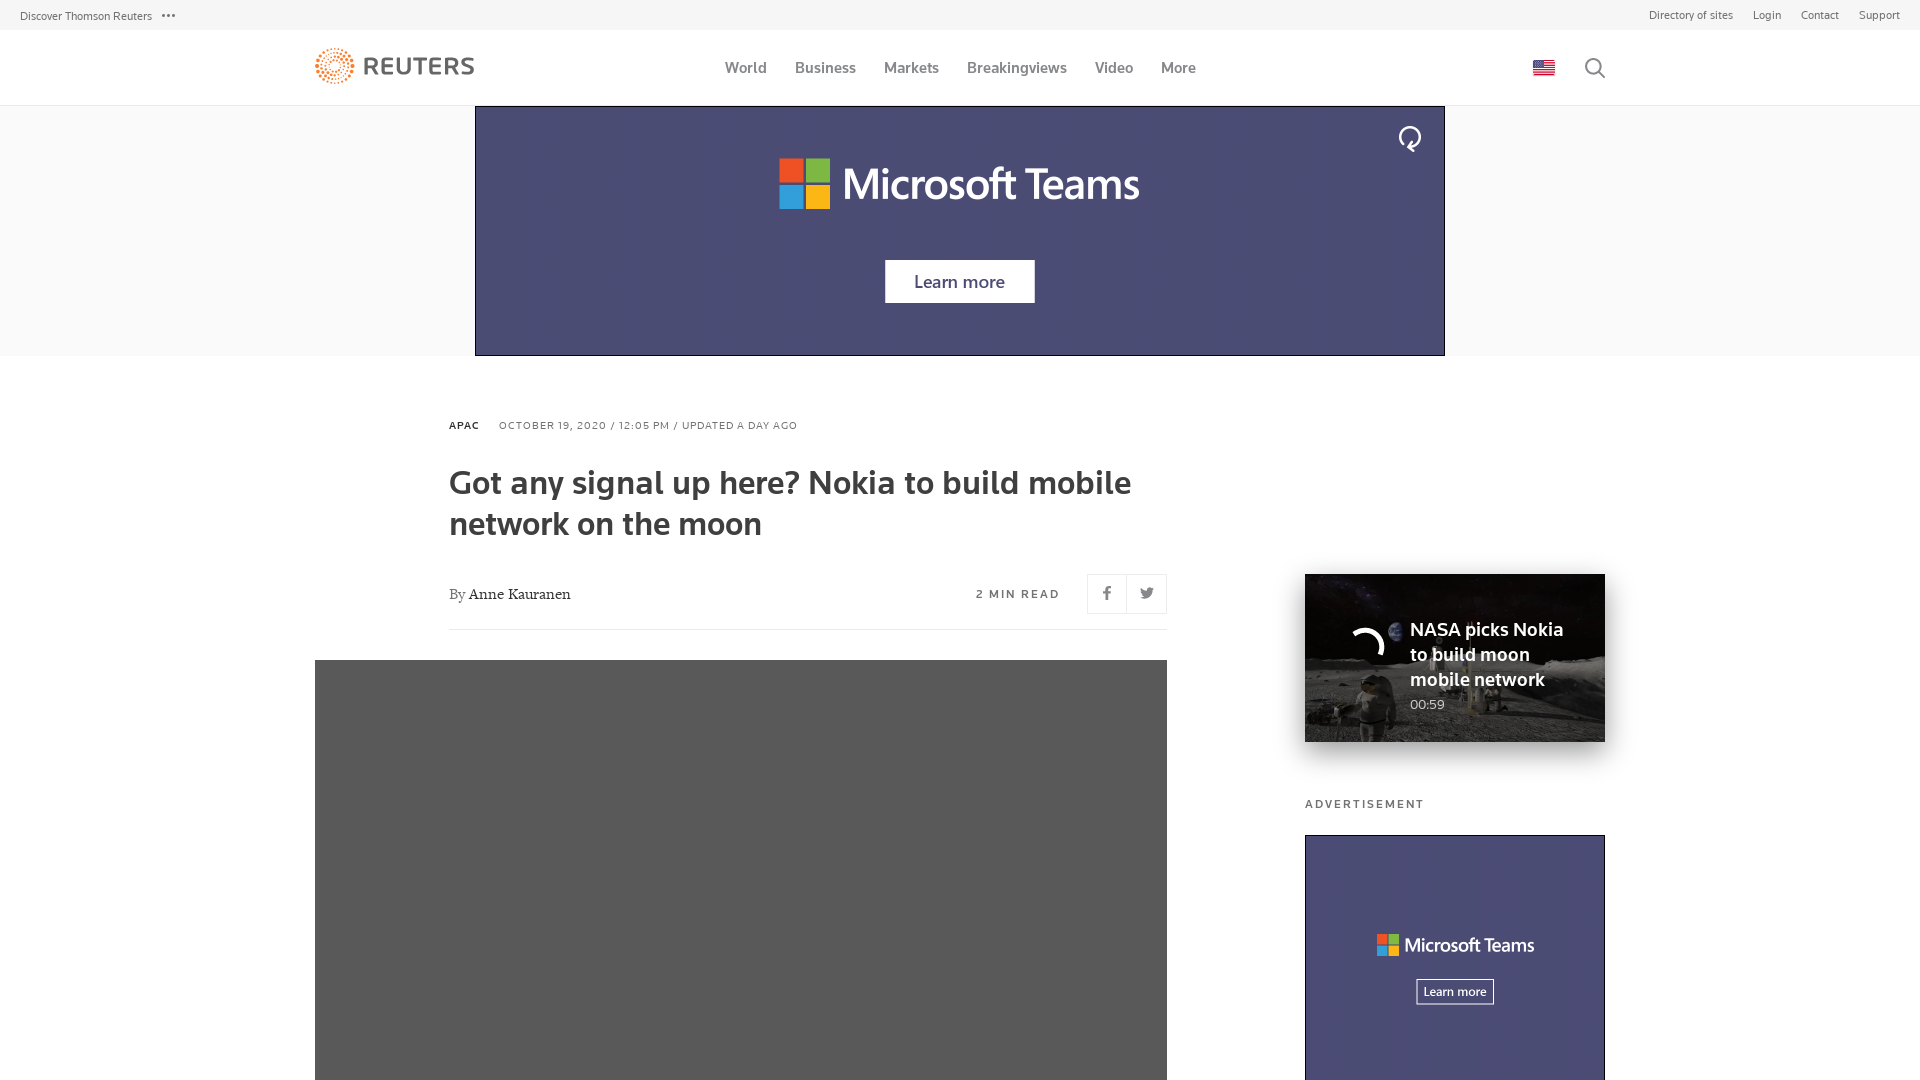 Discover Thomson Reuters
Directory of sites
Login
Contact
Support
REUTERS
World
Business
Markets
Breakingviews
Video
More
Microsoft Teams
Learn more
APAC
OCTOBER 19, 2020 / 12:05 PM / UPDATED A DAY AGO
Got any signal up here? Nokia to build mobile
network on the moon
By Anne Kauranen
2 MIN READ
NASA picks Nokia
to build moon
mobile network
00:59
ADVERTISEMENT
Microsoft Teams
Learn more